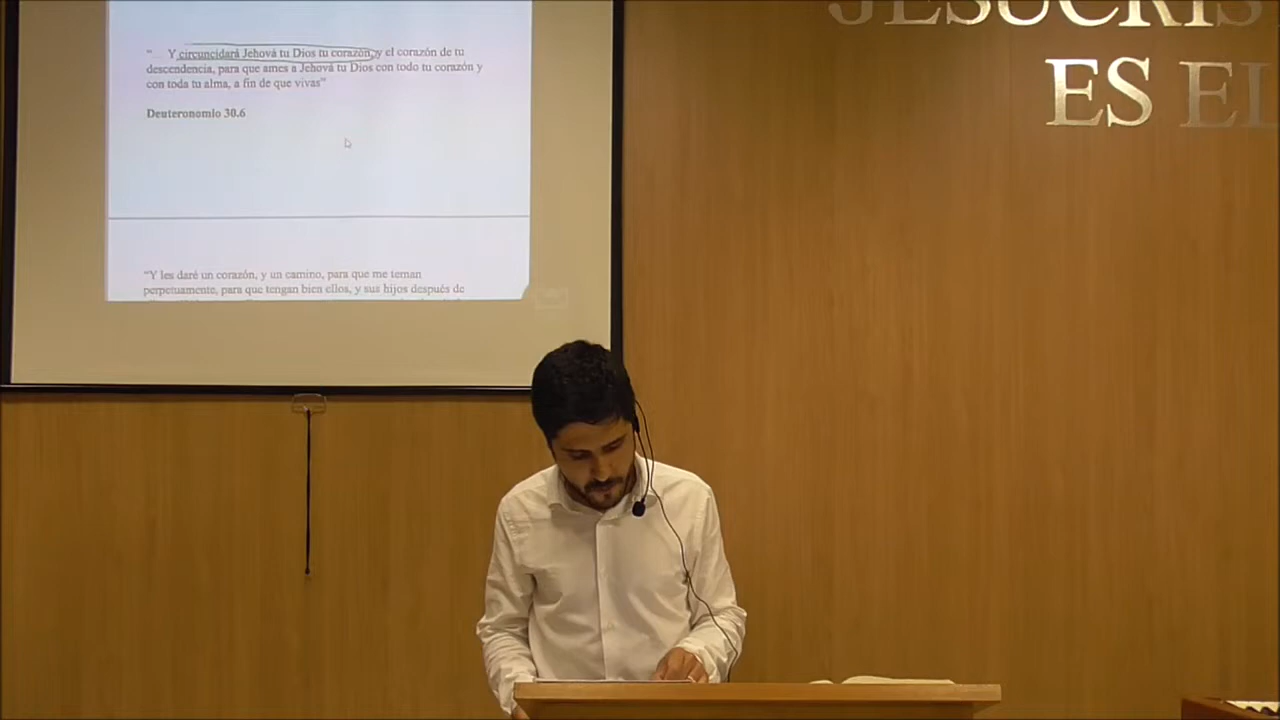 " Y circuncidará Jehová tu Dios tu corazón, y el corazón de tu
descendencia, para que ames a Jehová tu Dios con todo tu corazón y
con toda tu alma, a fin de que vivas"
Deuteronomio 30.6
"Y les daré un corazón, y un camino, para que me teman
perpetuamente, para que tengan bien ellos, y sus hijos después de
JESUCRIS
ES EL